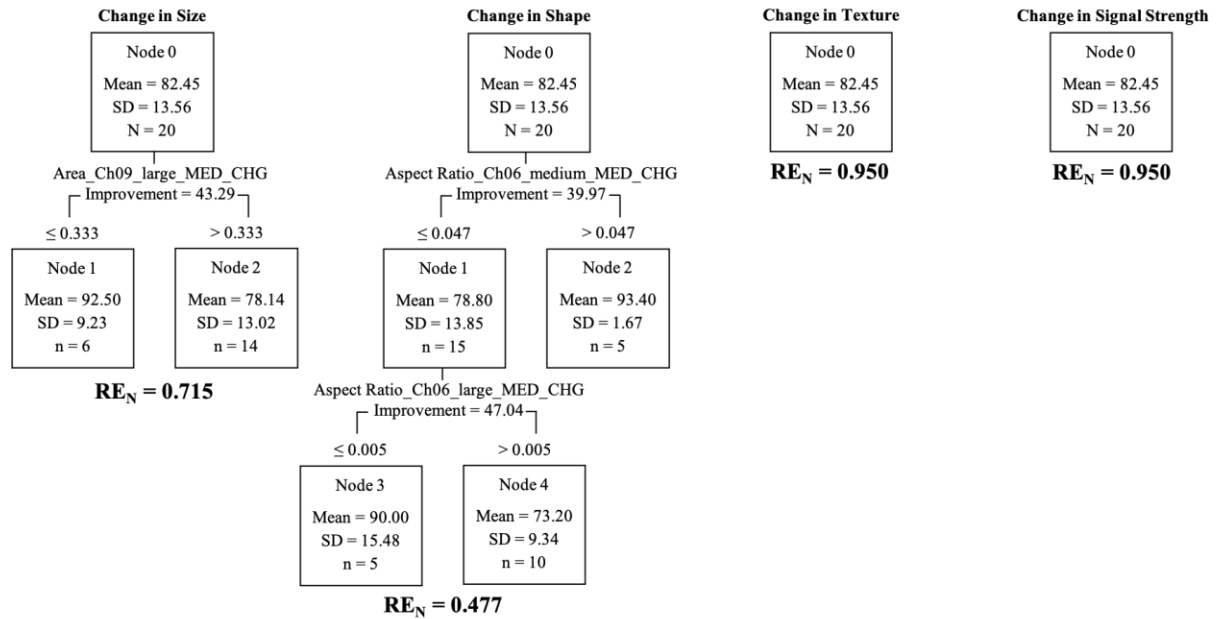 Change in Size
Node 0
Mean = 82.45
SD = 13.56
N = 20
Area_Ch09_large_MED_CHG
Improvement = 43.29
≤ 0.333
> 0.333
Node 1
Mean = 92.50
SD = 9.23
n = 6
Node 2
Mean = 78.14
SD = 13.02
n = 14
RE_N = 0.715
Change in Shape
Node 0
Mean = 82.45
SD = 13.56
N = 20
Aspect Ratio_Ch06_medium_MED_CHG
Improvement = 39.97
≤ 0.047
> 0.047
Node 1
Mean = 78.80
SD = 13.85
n = 15
Node 2
Mean = 93.40
SD = 1.67
n = 5
Aspect Ratio_Ch06_large_MED_CHG
Improvement = 47.04
≤ 0.005
> 0.005
Node 3
Mean = 90.00
SD = 15.48
n = 5
Node 4
Mean = 73.20
SD = 9.34
n = 10
RE_N = 0.477
Change in Texture
Node 0
Mean = 82.45
SD = 13.56
N = 20
RE_N = 0.950
Change in Signal Strength
Node 0
Mean = 82.45
SD = 13.56
N = 20
RE_N = 0.950